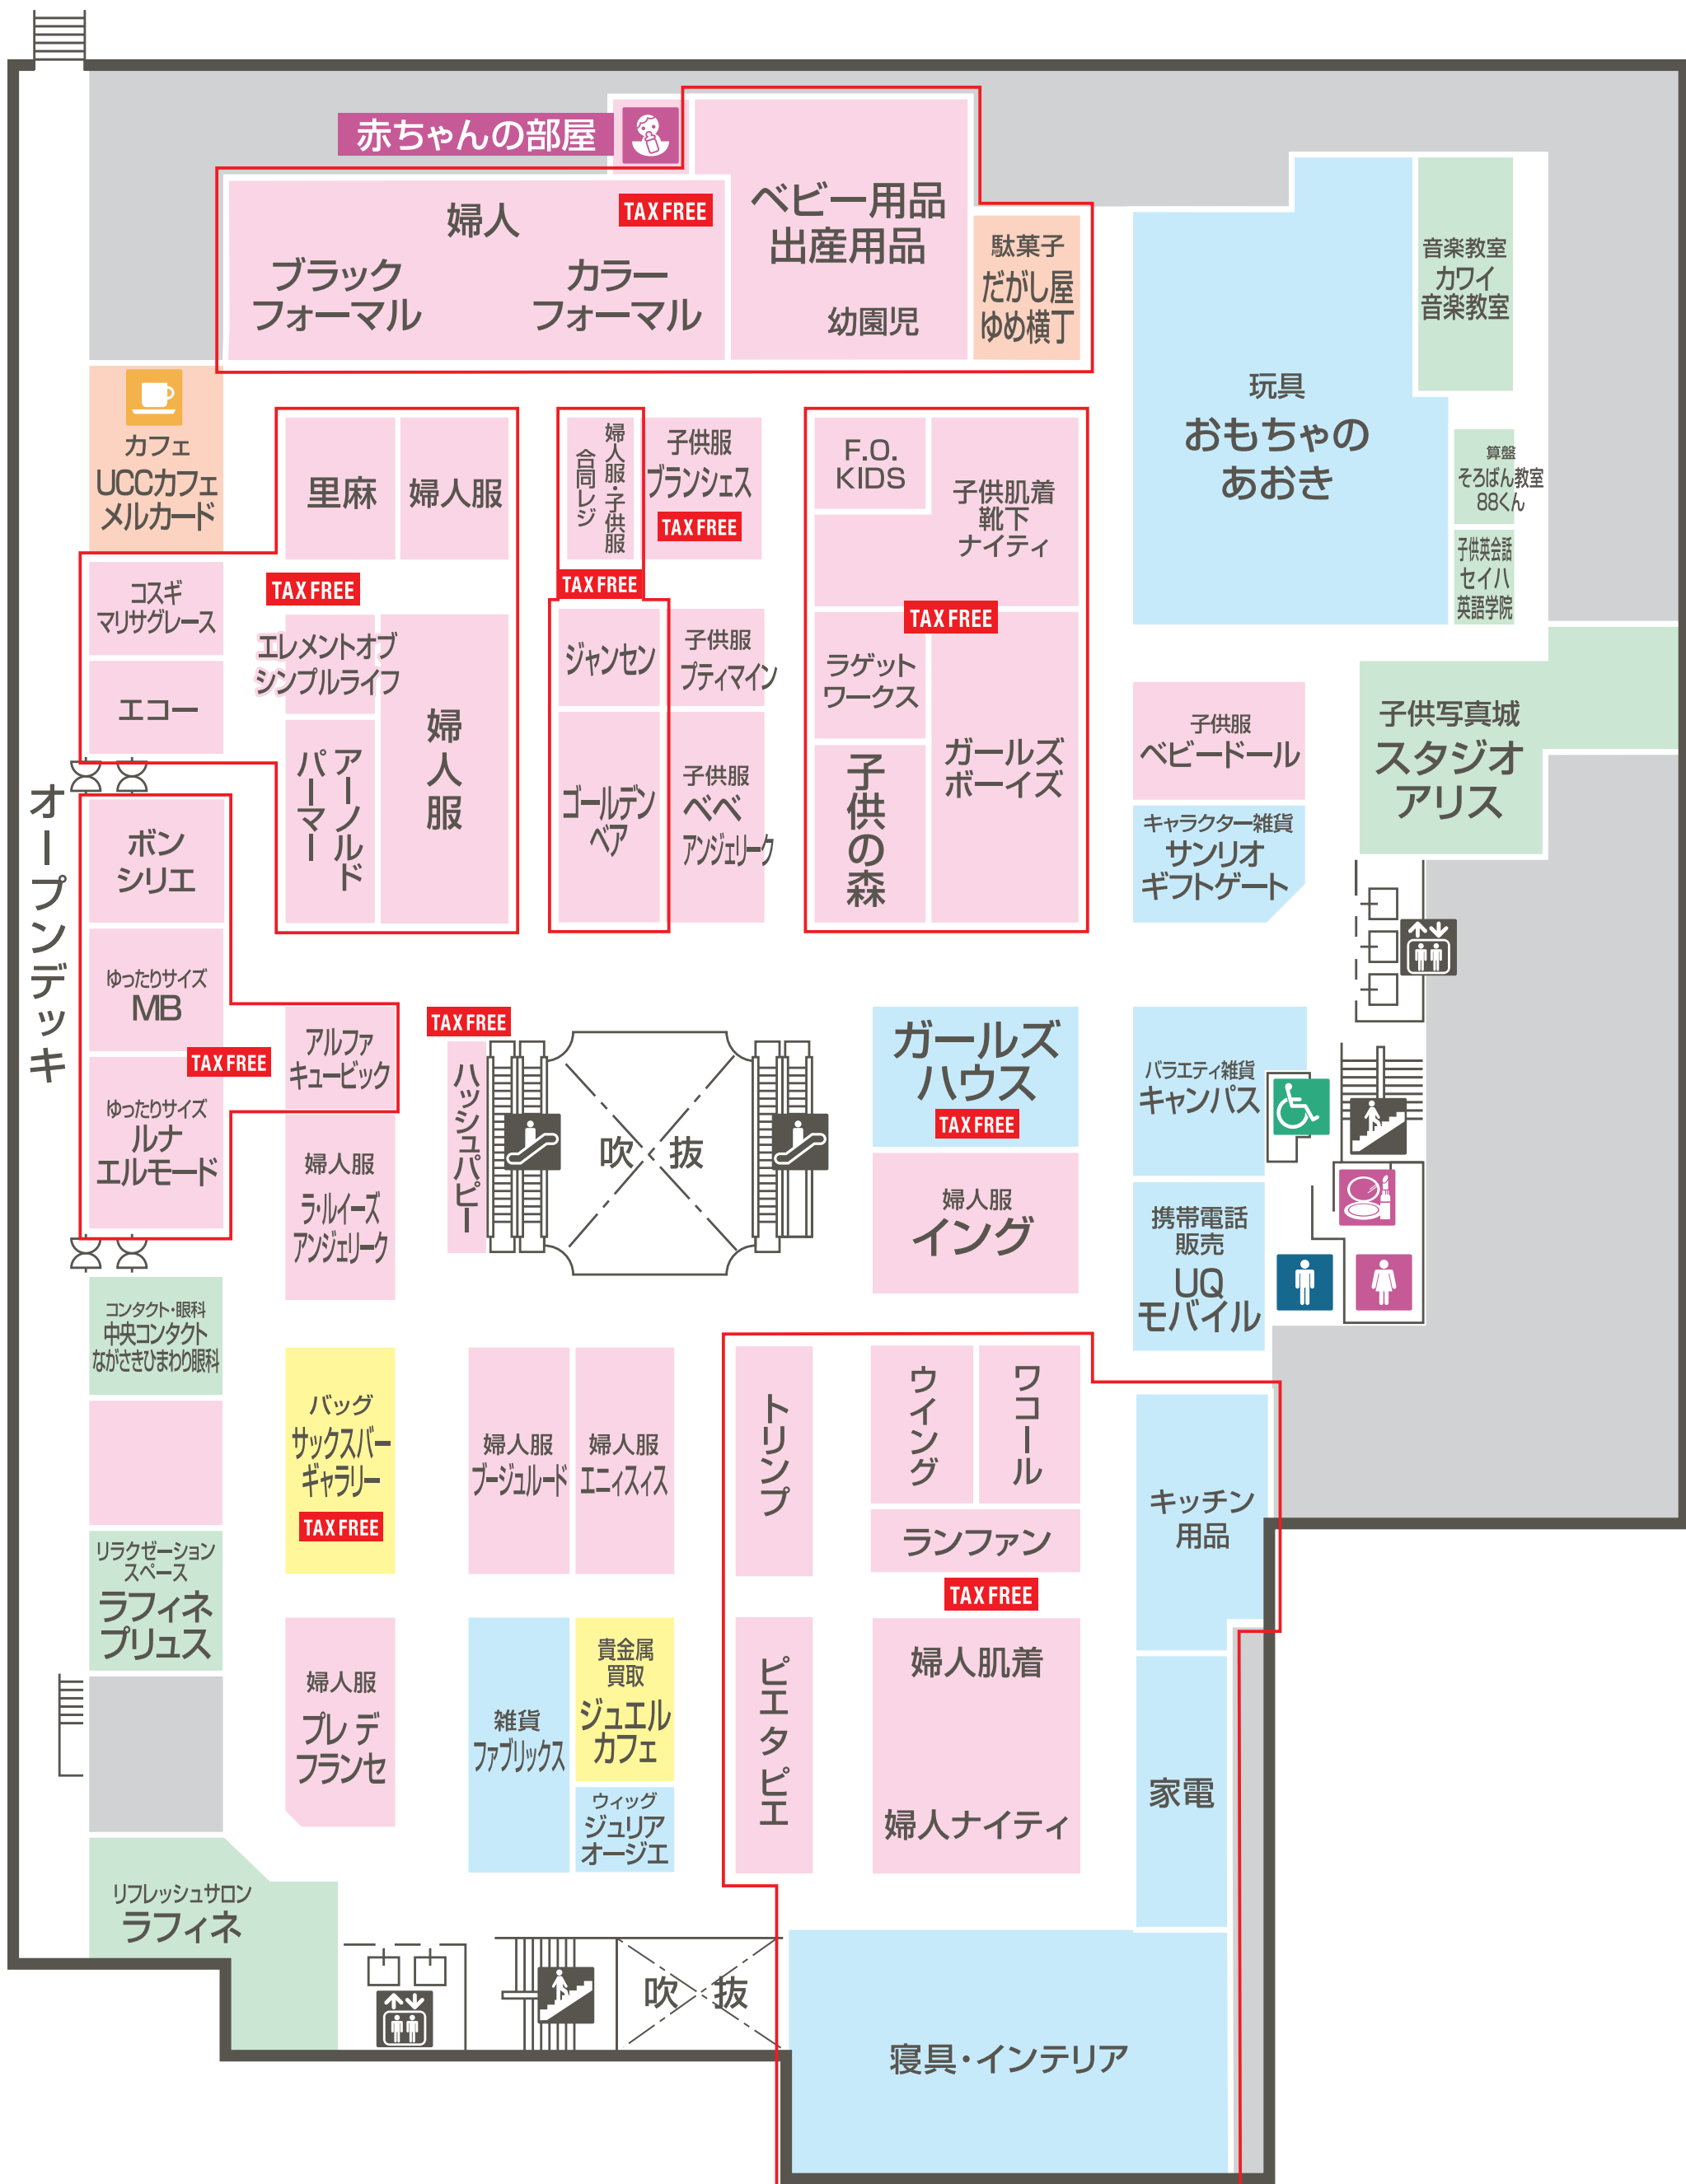 赤ちゃんの部屋
婦人
TAX FREE
ブラック
フォーマル
カラー
フォーマル
ベビー用品
出産用品
幼園児
駄菓子
だがし屋
ゆめ横丁
玩具
おもちゃの
あおき
音楽教室
カワイ
音楽教室
算盤
そろばん教室
88くん
子供英会話
セイハ
英語学院
カフェ
UCCカフェ
メルカード
里麻
婦人服
婦人服・子供服
合同レジ
子供服
ブランシェス
TAX FREE
F.O.
KIDS
子供肌着
靴下
ナイティ
コスギ
マリサグレース
TAX FREE
TAX FREE
TAX FREE
エコー
エレメントオブ
シンプルライフ
婦人服
アーノルド
パーマー
ジャンセン
子供服
プティマイン
ゴールデン
ベア
子供服
べべ
アンジェリーク
ラゲット
ワークス
子供の森
ガールズ
ボーイズ
子供服
ベビードール
キャラクター雑貨
サンリオ
ギフトゲート
子供写真城
スタジオ
アリス
オープンデッキ
ボン
シリエ
ゆったりサイズ
MB
TAX FREE
ゆったりサイズ
ルナ
エルモード
アルファ
キュービック
婦人服
ラ・ルイーズ
アンジェリーク
TAX FREE
ハッシュパピー
吹抜
ガールズ
ハウス
TAX FREE
婦人服
イング
バラエティ雑貨
キャンパス
携帯電話
販売
UQ
モバイル
コンタクト・眼科
中央コンタクト
ながさきひまわり眼科
バッグ
サックスバー
ギャラリー
TAX FREE
婦人服
ブージュルード
婦人服
エニィスィス
トリンプ
ウイング
ワコール
ランファン
TAX FREE
キッチン
用品
リラクゼーション
スペース
ラフィネ
プリュス
婦人服
プレ デ
フランセ
雑貨
ファブリックス
貴金属
買取
ジュエル
カフェ
ウィッグ
ジュリア
オージエ
ピエタピエ
婦人肌着
婦人ナイティ
家電
リフレッシュサロン
ラフィネ
吹抜
寝具・インテリア